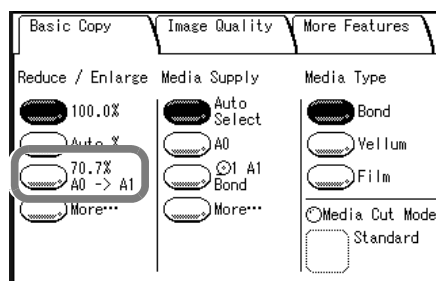 Basic Copy
Image Quality
More Features
Reduce / Enlarge
Media Supply
Media Type
100.0%
Auto %
70.7%
A0 -> A1
More…
Auto
Select
A0
1 A1
Bond
More…
Bond
Vellum
Film
Media Cut Mode
Standard